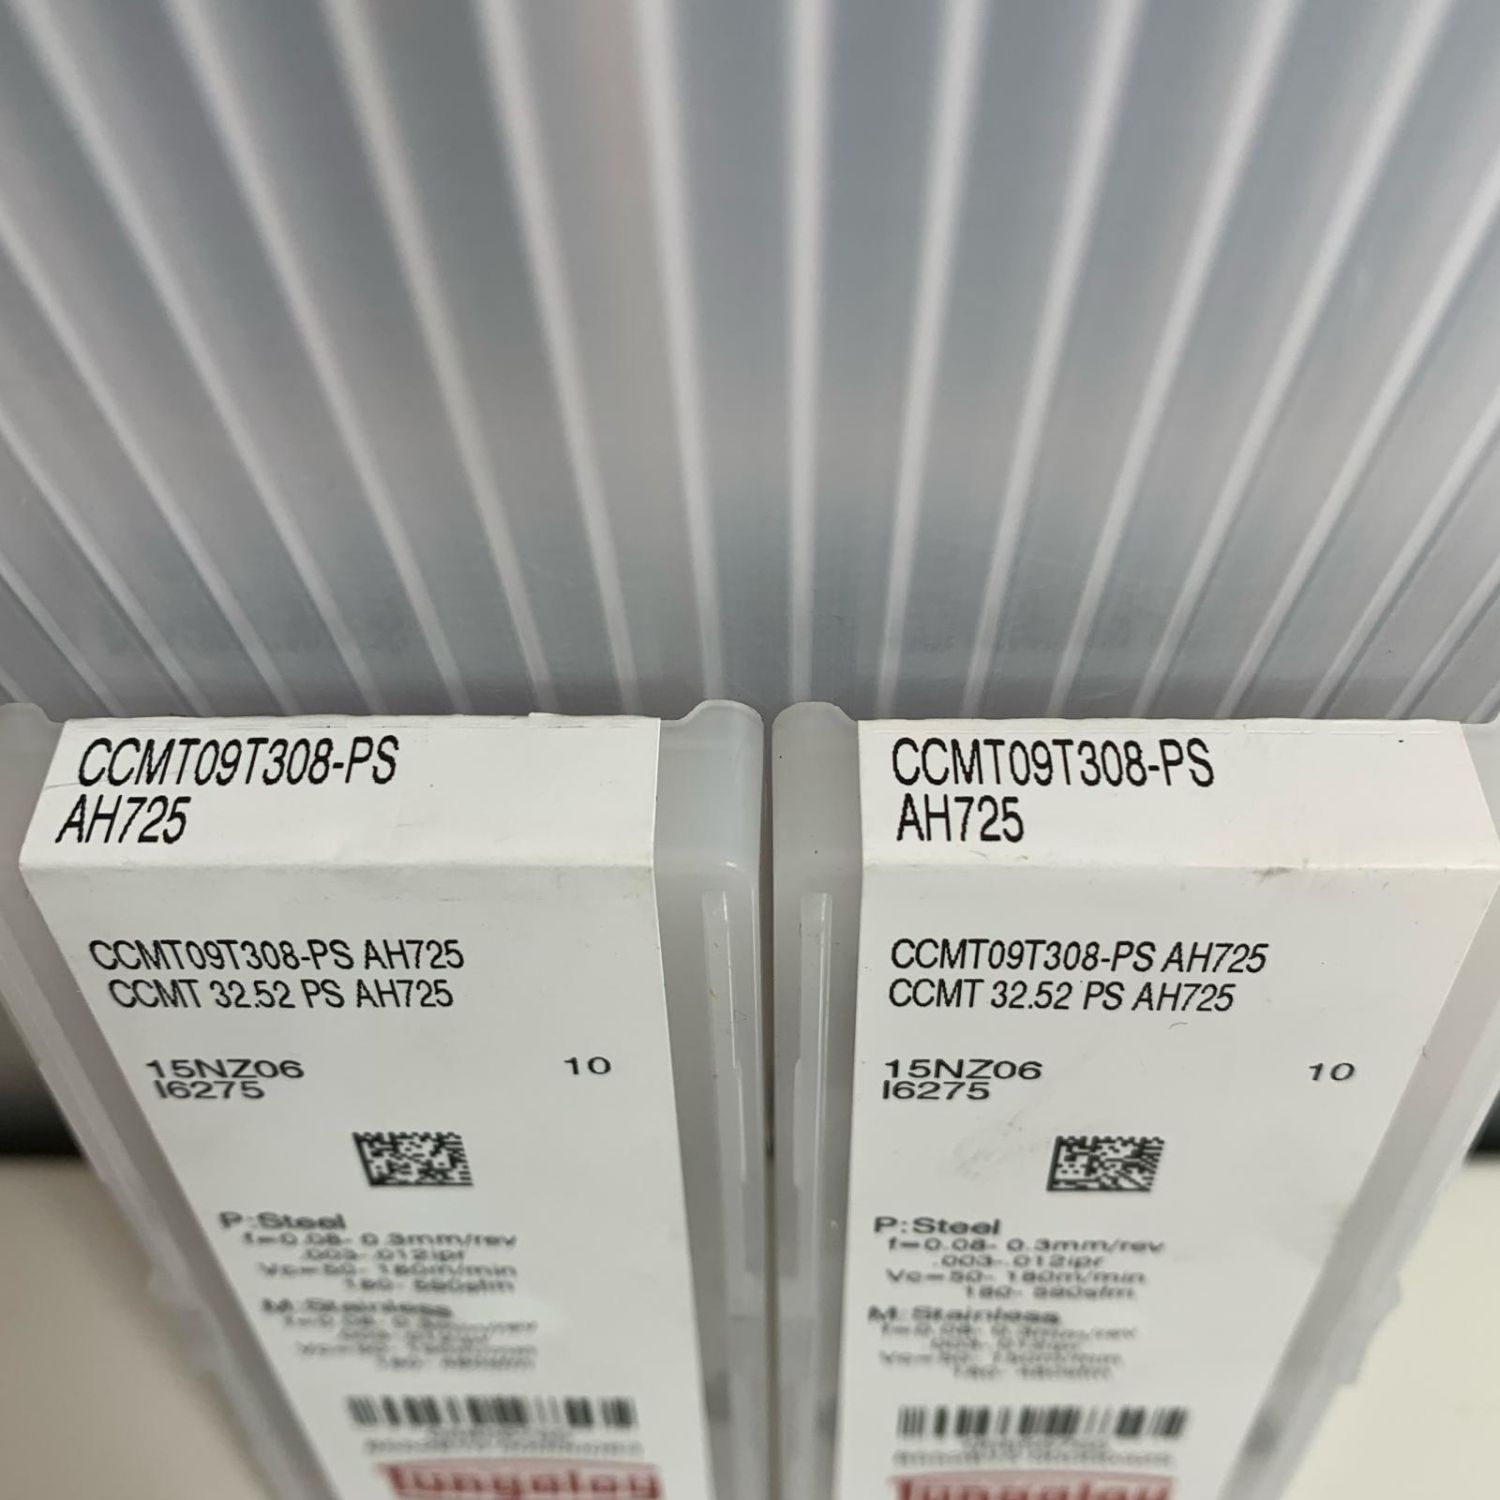 CCMT09T308-PS
AH725
CCMT09T308-PS AH725
CCMT 32.52 PS AH725
15NZ06 10
I6275
P:Steel
f=0.08- 0.3mm/rev
.003-.012ipr
Vc=50- 180m/min
M:Stainless
Tungaloy
CCMT09T308-PS
AH725
CCMT09T308-PS AH725
CCMT 32.52 PS AH725
15NZ06 10
I6275
P:Steel
f=0.08- 0.3mm/rev
.003-.012ipr
Vc=50- 180m/min
M:Stainless
Tungaloy